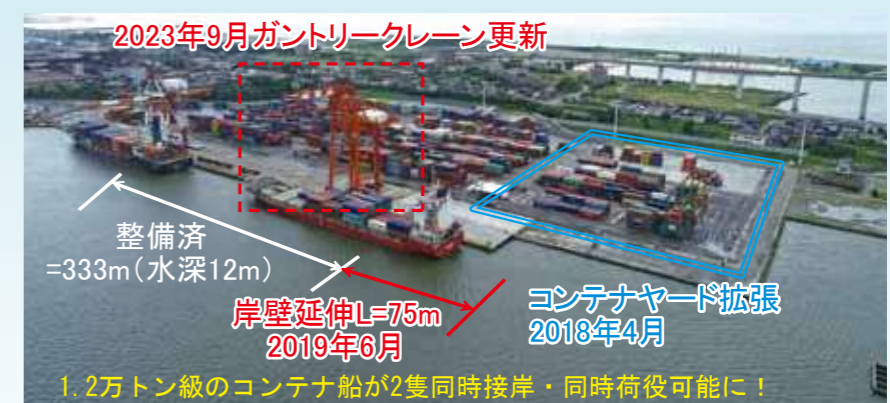 2023年9月ガントリークレーン更新
整備済
=333m(水深12m)
岸壁延伸L=75m
2019年6月
コンテナヤード拡張
2018年4月
1.2万トン級のコンテナ船が2隻同時接岸・同時荷役可能に!